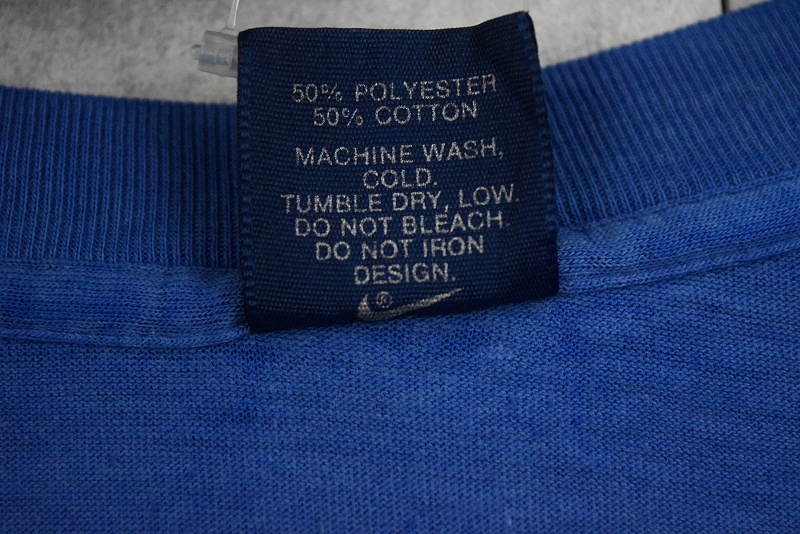 50% POLYESTER
50% COTTON
MACHINE WASH,
COLD.
TUMBLE DRY, LOW.
DO NOT BLEACH.
DO NOT IRON
DESIGN.
®